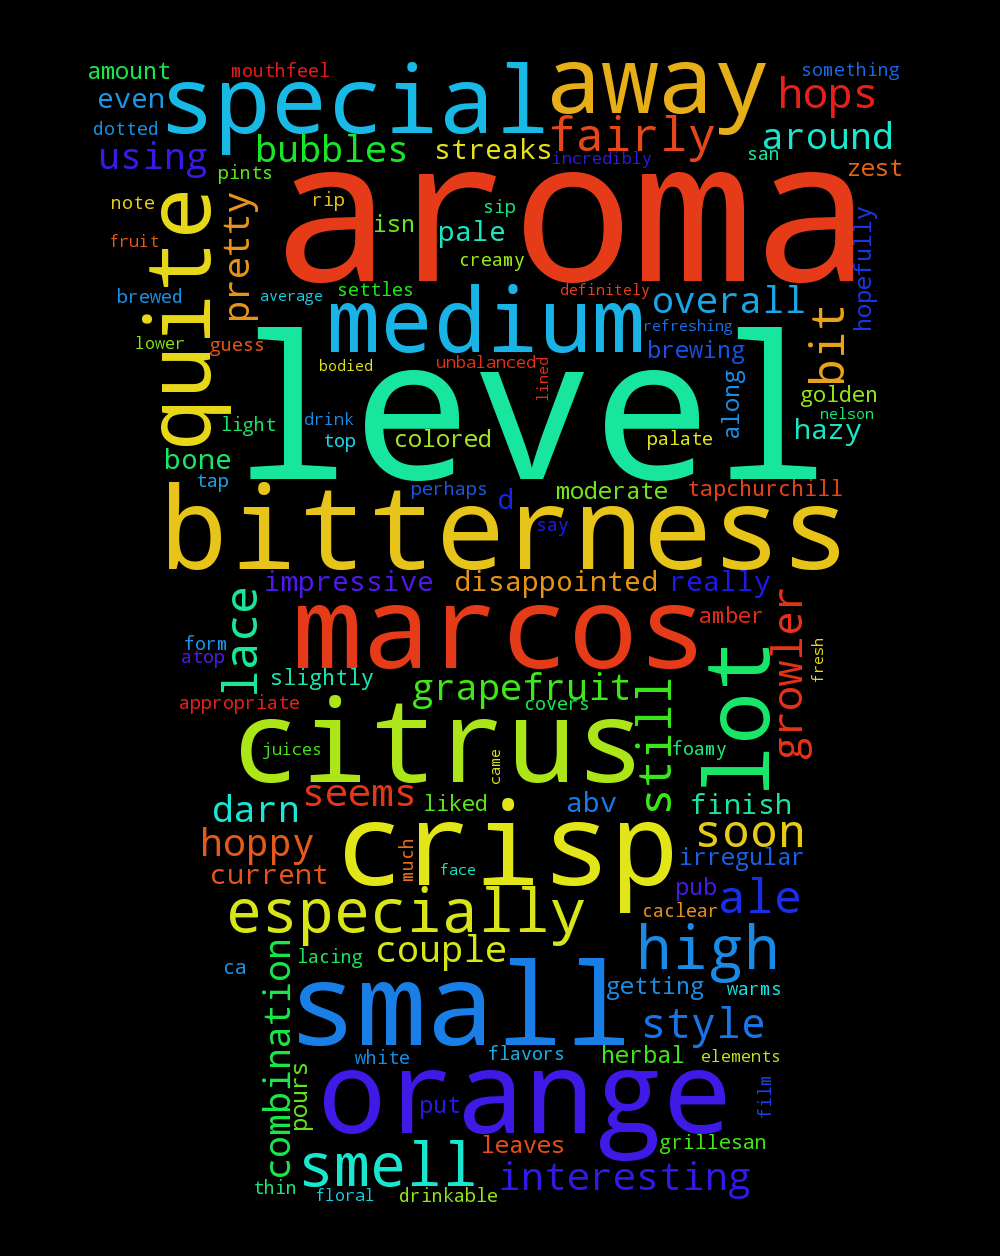 amount
mouthfeel
special
away
something
even
hops
dotted
using
bubbles
streaks
fairly
around
incredibly
san
pints
zest
aroma
note
rip
isn
sip
pale
quite
pretty
fruit
creamy
hopefully
brewed
average
settles
definitely
medium
overall
bit
lower
guess
refreshing
brewing
bodied
unbalanced
lined
level
along
golden
nelson
light
drink
top
colored
palate
hazy
bone
tap
perhaps
d
moderate
tapchurchill
bitterness
say
impressive
disappointed
really
lace
marcos
amber
growler
form
atop
fresh
lot
slightly
grapefruit
covers
still
appropriate
citrus
juices
came
foamy
seems
liked
abv
finish
darn
crisp
soon
hoppy
much
face
irregular
current
pub
ale
especially
caclear
couple
high
combination
lacing
ca
small
getting
warms
style
white
flavors
herbal
elements
pours
orange
put
film
smell
leaves
grillesan
interesting
thin
floral
drinkable